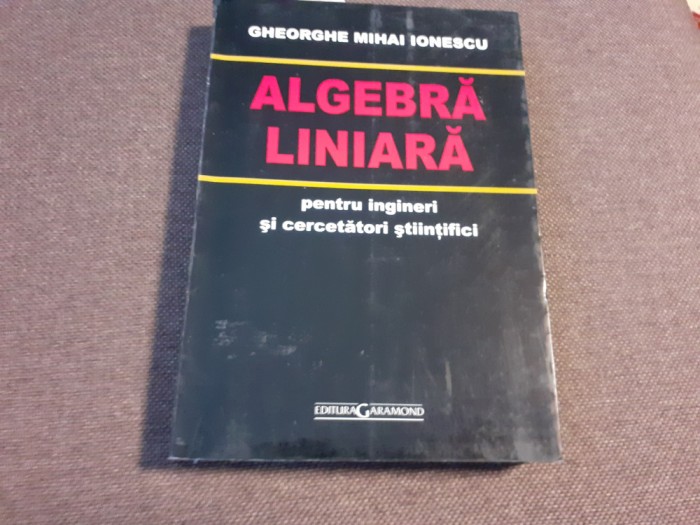 GHEORGHE MIHAI IONESCU
ALGEBRĂ
LINIARĂ
pentru ingineri
şi cercetători ştiinţifici
EDITURA GARAMOND